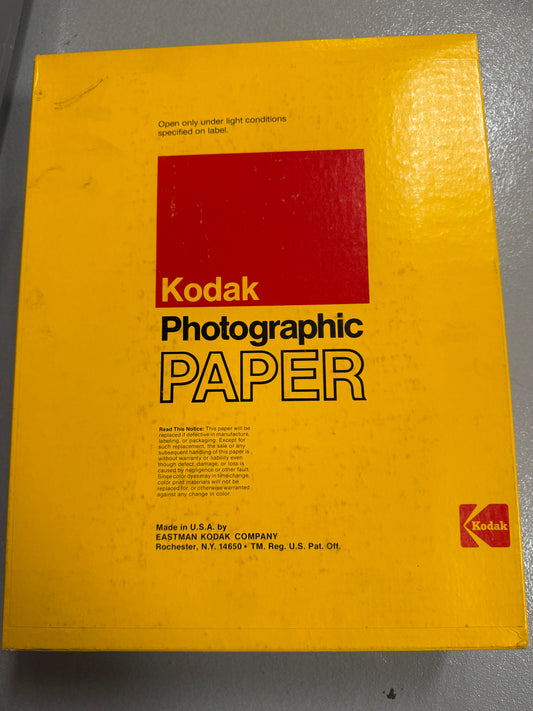 Open only under light conditions
specified on label.
Kodak
Photographic
PAPER
Read This Notice: This paper will be
replaced if defective in manufacture,
labeling, or packaging. Except for
such replacement, the sale or any
subsequent handling of this paper is
without warranty or liability even
though defect, damage, or loss is
caused by negligence or other fault.
Since color dyes may in time change,
color print materials will not be
replaced for, or otherwise warranted
against any change in color.
Made in U.S.A. by
EASTMAN KODAK COMPANY
Rochester, N.Y. 14650 • TM. Reg. U.S. Pat. Off.
Kodak